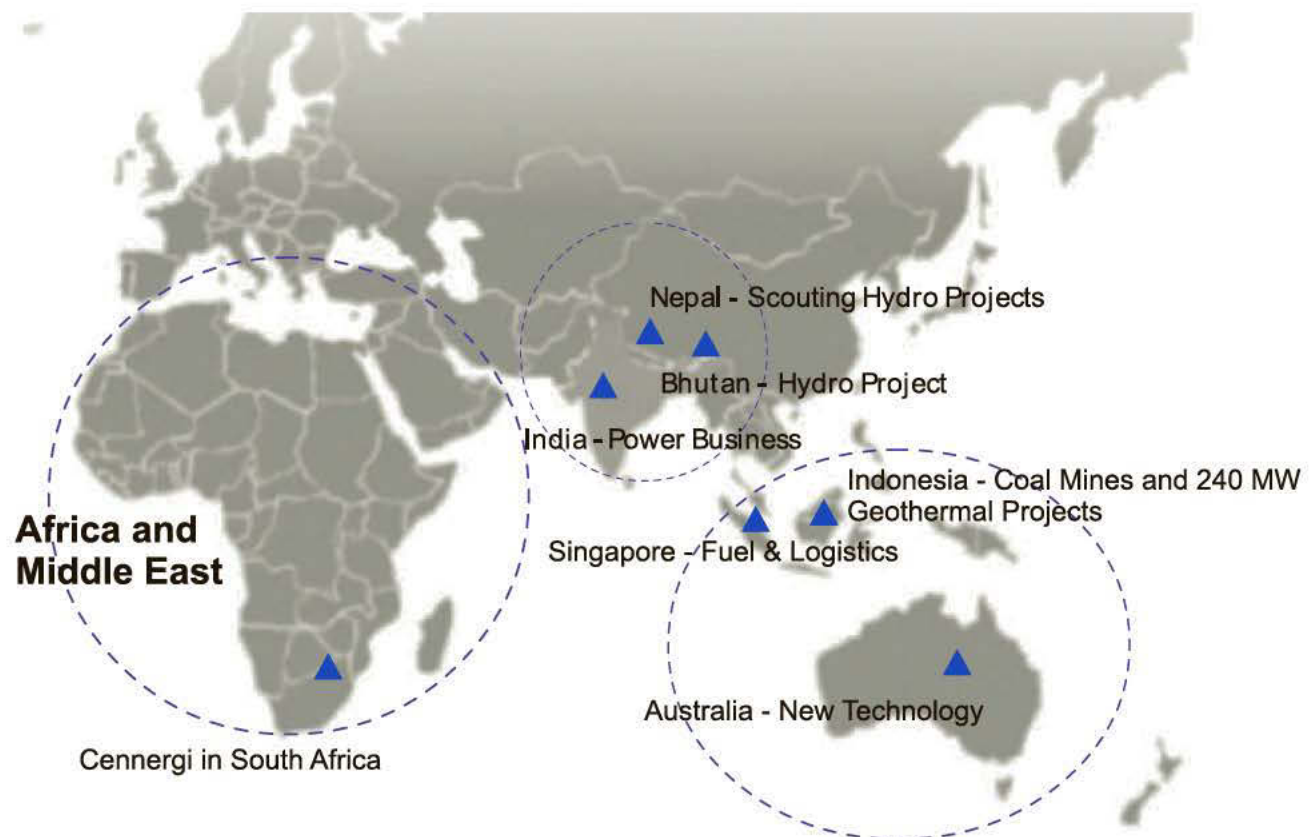 Nepal - Scouting Hydro Projects
Bhutan - Hydro Project
India - Power Business
Indonesia - Coal Mines and 240 MW
Geothermal Projects
Singapore - Fuel & Logistics
Africa and
Middle East
Australia - New Technology
Cennergi in South Africa